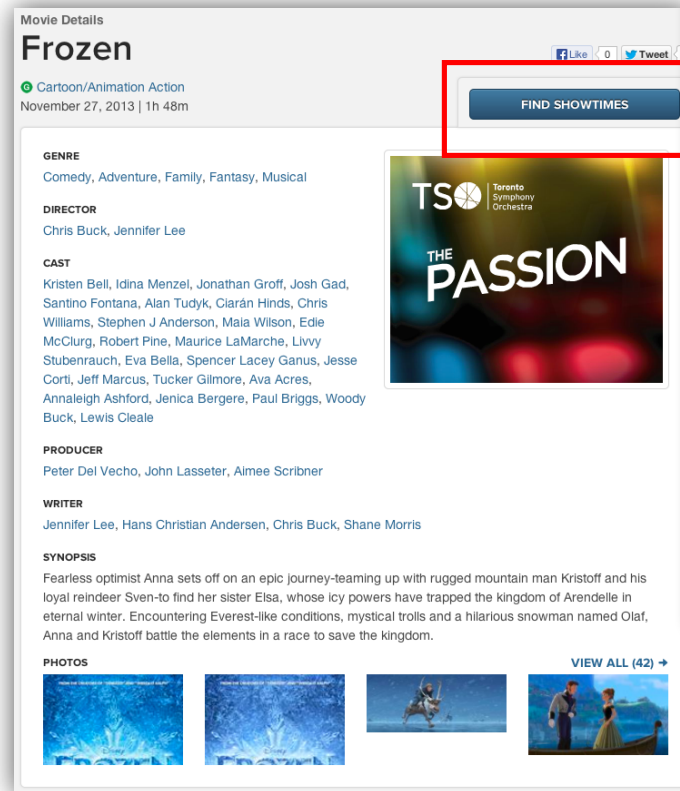 Movie Details
Frozen
Like 0 Tweet
G Cartoon/Animation Action
November 27, 2013 | 1h 48m
FIND SHOWTIMES
GENRE
Comedy, Adventure, Family, Fantasy, Musical
DIRECTOR
Chris Buck, Jennifer Lee
CAST
Kristen Bell, Idina Menzel, Jonathan Groff, Josh Gad,
Santino Fontana, Alan Tudyk, Ciarán Hinds, Chris
Williams, Stephen J Anderson, Maia Wilson, Edie
McClurg, Robert Pine, Maurice LaMarche, Livvy
Stubenrauch, Eva Bella, Spencer Lacey Ganus, Jesse
Corti, Jeff Marcus, Tucker Gilmore, Ava Acres,
Annaleigh Ashford, Jenica Bergere, Paul Briggs, Woody
Buck, Lewis Cleale
TSO Toronto
Symphony
Orchestra
THE
PASSION
PRODUCER
Peter Del Vecho, John Lasseter, Aimee Scribner
WRITER
Jennifer Lee, Hans Christian Andersen, Chris Buck, Shane Morris
SYNOPSIS
Fearless optimist Anna sets off on an epic journey-teaming up with rugged mountain man Kristoff and his
loyal reindeer Sven-to find her sister Elsa, whose icy powers have trapped the kingdom of Arendelle in
eternal winter. Encountering Everest-like conditions, mystical trolls and a hilarious snowman named Olaf,
Anna and Kristoff battle the elements in a race to save the kingdom.
PHOTOS
VIEW ALL (42)
DISNEY
FROZEN
DISNEY
FROZEN